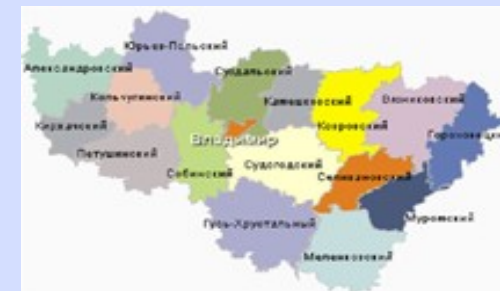 Юрьев-Польский
Александровский
Суздальский
Кольчугинский
Камешковский
Вязниковский
Киржачский
Ковровский
Гороховецкий
Владимир
Петушинский
Судогодский
Собинский
Селивановский
Гусь-Хрустальный
Муромский
Меленковский